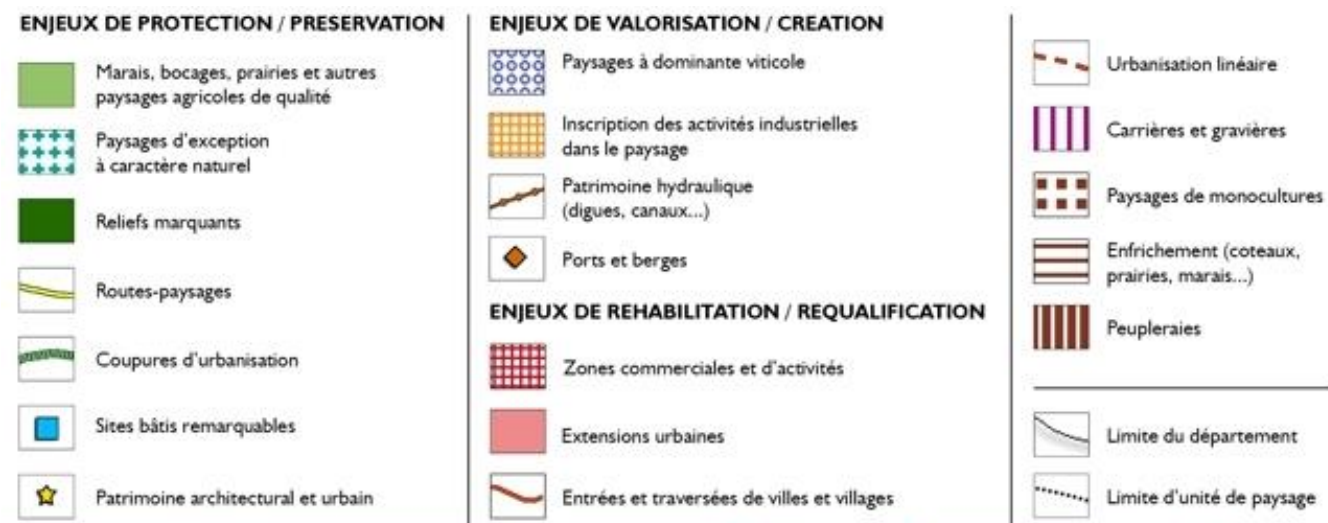 ENJEUX DE PROTECTION / PRESERVATION
Marais, bocages, prairies et autres
paysages agricoles de qualité
Paysages d'exception
à caractère naturel
Reliefs marquants
Routes-paysages
Coupures d'urbanisation
Sites bâtis remarquables
Patrimoine architectural et urbain
ENJEUX DE VALORISATION / CREATION
Paysages à dominante viticole
Inscription des activités industrielles
dans le paysage
Patrimoine hydraulique
(digues, canaux...)
Ports et berges
ENJEUX DE REHABILITATION / REQUALIFICATION
Zones commerciales et d'activités
Extensions urbaines
Entrées et traversées de villes et villages
Urbanisation linéaire
Carrières et gravières
Paysages de monocultures
Enfrichement (coteaux,
prairies, marais...)
Peupleraies
Limite du département
Limite d'unité de paysage